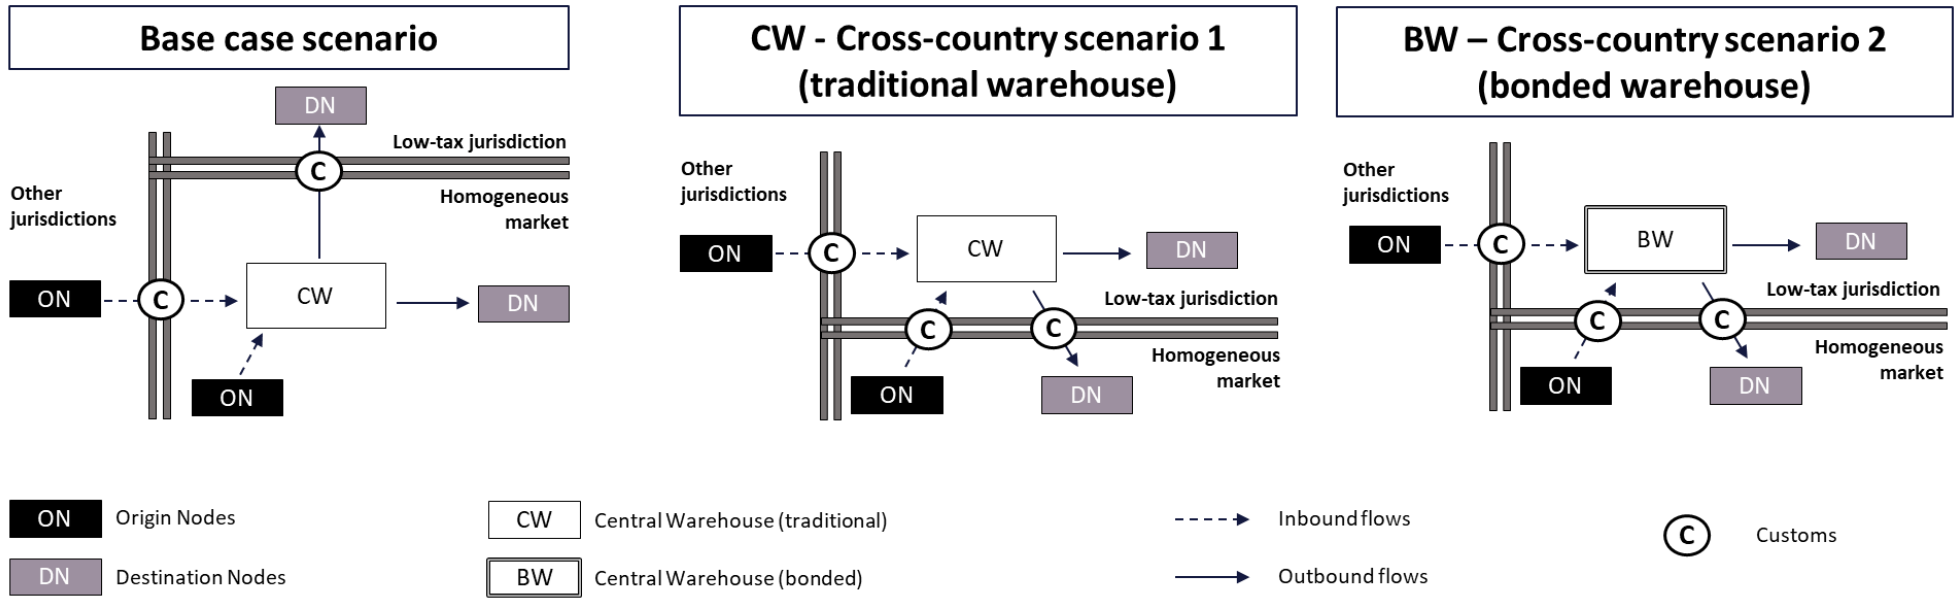 Base case scenario
DN
Low-tax jurisdiction
C
Homogeneous
market
Other
jurisdictions
ON
C
CW
DN
ON
CW - Cross-country scenario 1
(traditional warehouse)
Other
jurisdictions
ON
C
CW
DN
Low-tax jurisdiction
C
C
Homogeneous
market
ON
DN
BW – Cross-country scenario 2
(bonded warehouse)
Other
jurisdictions
ON
C
BW
DN
Low-tax jurisdiction
C
C
Homogeneous
market
ON
DN
ON
Origin Nodes
DN
Destination Nodes
CW
Central Warehouse (traditional)
BW
Central Warehouse (bonded)
Inbound flows
Outbound flows
C
Customs